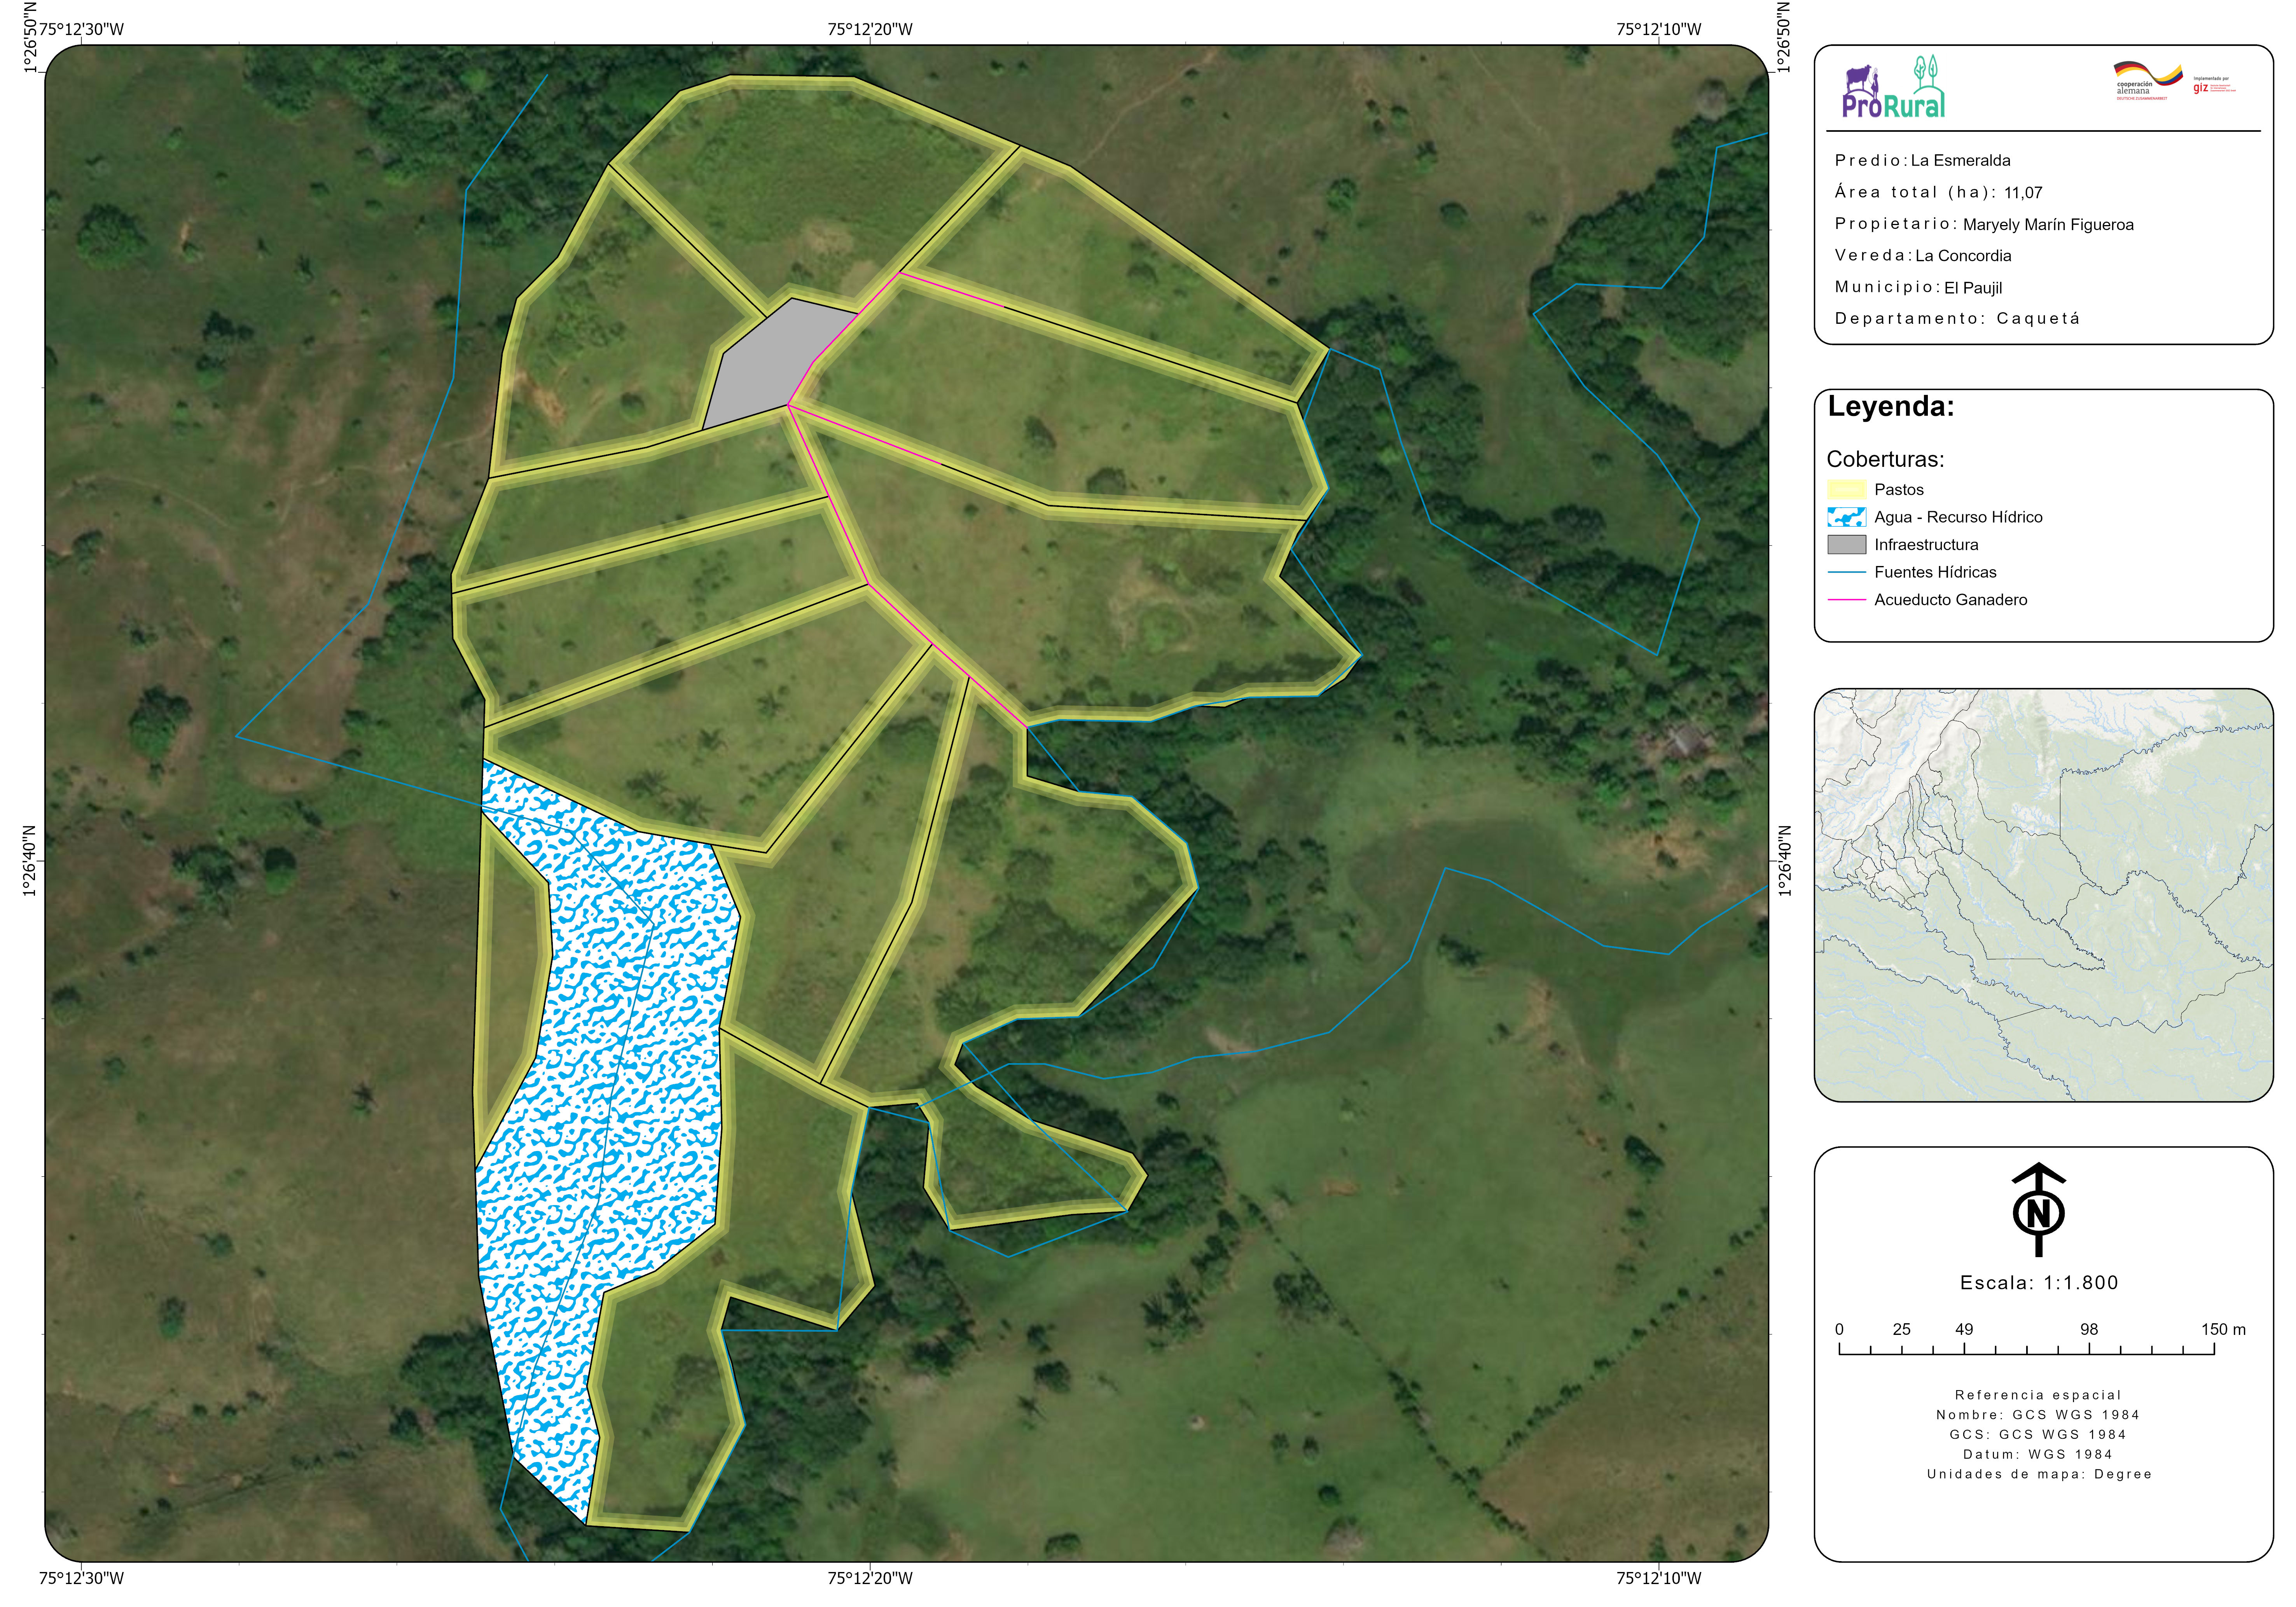 75°12'30"W
75°12'20"W
75°12'10"W
1°26'50"N
1°26'50"N
1°26'40"N
1°26'40"N
75°12'30"W
75°12'20"W
75°12'10"W
ProRural
cooperación
alemana
DEUTSCHE ZUSAMMENARBEIT
Implementada por
giz
Predio: La Esmeralda
Área total (ha): 11,07
Propietario: Maryely Marín Figueroa
Vereda: La Concordia
Municipio: El Paujil
Departamento: Caquetá
Leyenda:
Coberturas:
Pastos
Agua - Recurso Hídrico
Infraestructura
Fuentes Hídricas
Acueducto Ganadero
N
Escala: 1:1.800
0 25 49 98 150 m
Referencia espacial
Nombre: GCS WGS 1984
GCS: GCS WGS 1984
Datum: WGS 1984
Unidades de mapa: Degree